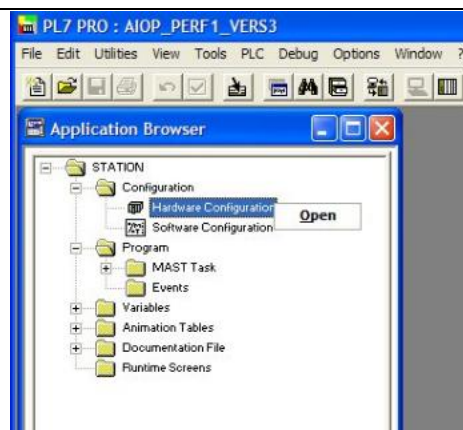 PL7 PRO : AIOP_PERF1_VERS3
File Edit Utilities View Tools PLC Debug Options Window ?
Application Browser
STATION
Configuration
Hardware Configuration
Open
Software Configuration
Program
MAST Task
Events
Variables
Animation Tables
Documentation File
Runtime Screens